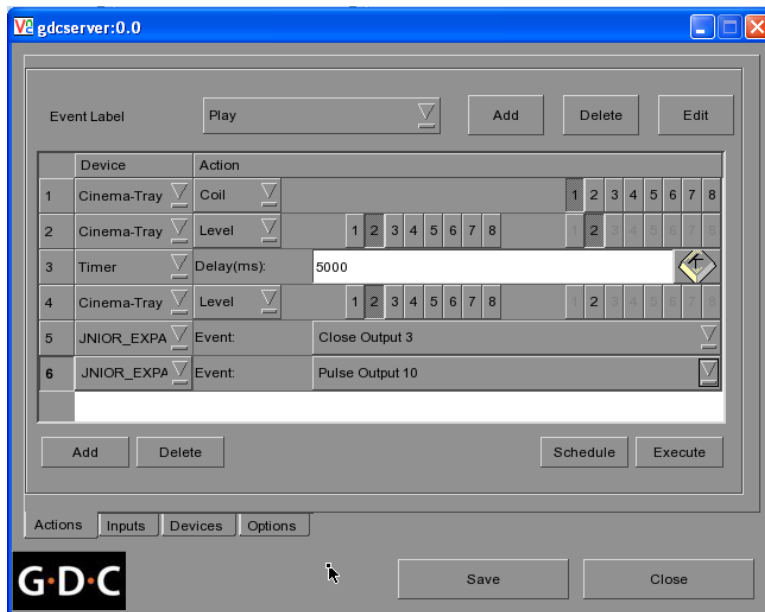 gdcserver:0.0
Event Label Play Add Delete Edit
Device Action
1 Cinema-Tray Coil 1 2 3 4 5 6 7 8
2 Cinema-Tray Level 1 2 3 4 5 6 7 8 1 2 3 4 5 6 7 8
3 Timer Delay(ms): 5000
4 Cinema-Tray Level 1 2 3 4 5 6 7 8 1 2 3 4 5 6 7 8
5 JNIOR_EXPA Event: Close Output 3
6 JNIOR_EXPA Event: Pulse Output 10
Add Delete Schedule Execute
Actions Inputs Devices Options
G·D·C Save Close